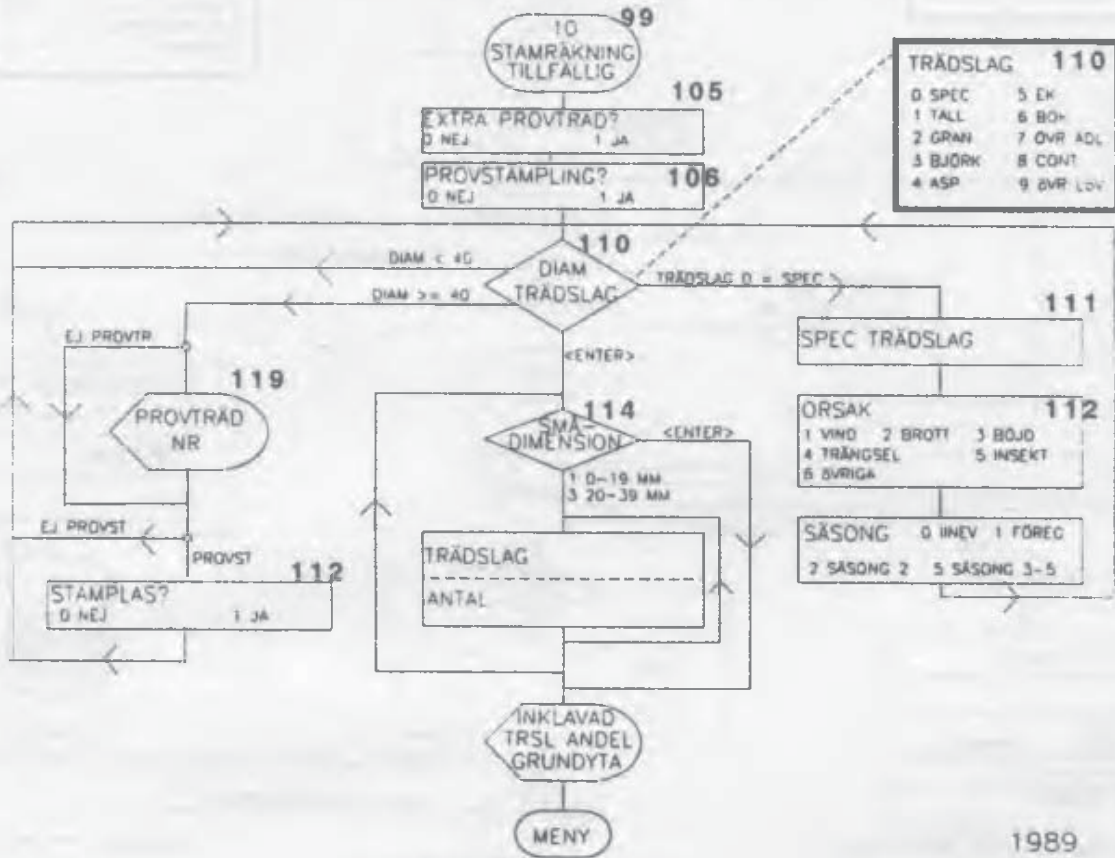 10 99
STAMRÄKNING
TILLFÄLLIG
105
EXTRA PROVTRÄD?
0 NEJ 1 JA
PROVSTAMPLING? 106
0 NEJ 1 JA
TRÄDSLAG 110
0 SPEC 5 EK
1 TALL 6 BOK
2 GRAN 7 ÖVR ADL
3 BJÖRK 8 CONT
4 ASP 9 ÖVR LÖV
110
DIAM
TRÄDSLAG
DIAM < 40
DIAM >= 40
TRÄDSLAG 0 = SPEC
<ENTER>
EJ PROVTR
119
PROVTRÄD
NR
EJ PROVST
PROVST
112
STAMPLAS?
0 NEJ 1 JA
114
SMÅ-
DIMENSION
<ENTER>
1 0-19 MM
3 20-39 MM
TRÄDSLAG
ANTAL
111
SPEC TRÄDSLAG
ORSAK 112
1 VIND 2 BROTT 3 BÖJD
4 TRÄNGSEL 5 INSEKT
6 ÖVRIGA
SÄSONG 0 IINEV 1 FÖREG
2 SÄSONG 2 5 SÄSONG 3-5
INKLAVAD
TRSL ANDEL
GRUNDYTA
MENY
1989